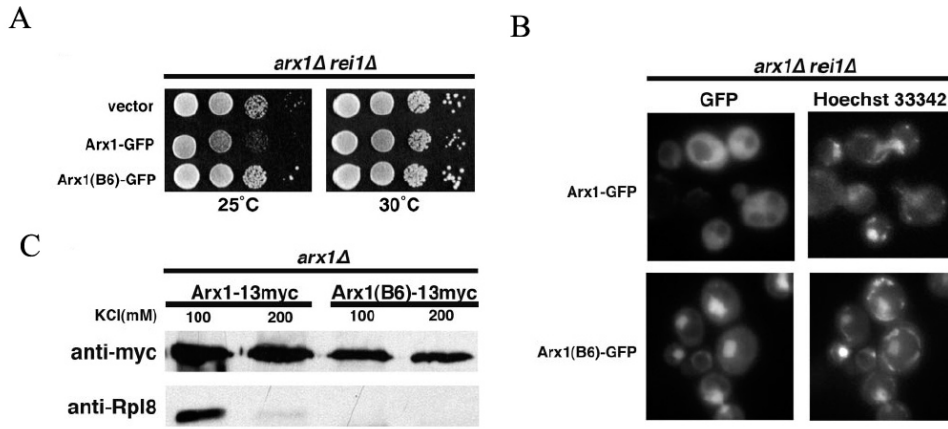 A
arx1Δ rei1Δ
vector
Arx1-GFP
Arx1(B6)-GFP
25˚C
30˚C
B
arx1Δ rei1Δ
GFP
Hoechst 33342
Arx1-GFP
Arx1(B6)-GFP
C
arx1Δ
Arx1-13myc
Arx1(B6)-13myc
KCl(mM)
100
200
100
200
anti-myc
anti-Rpl8